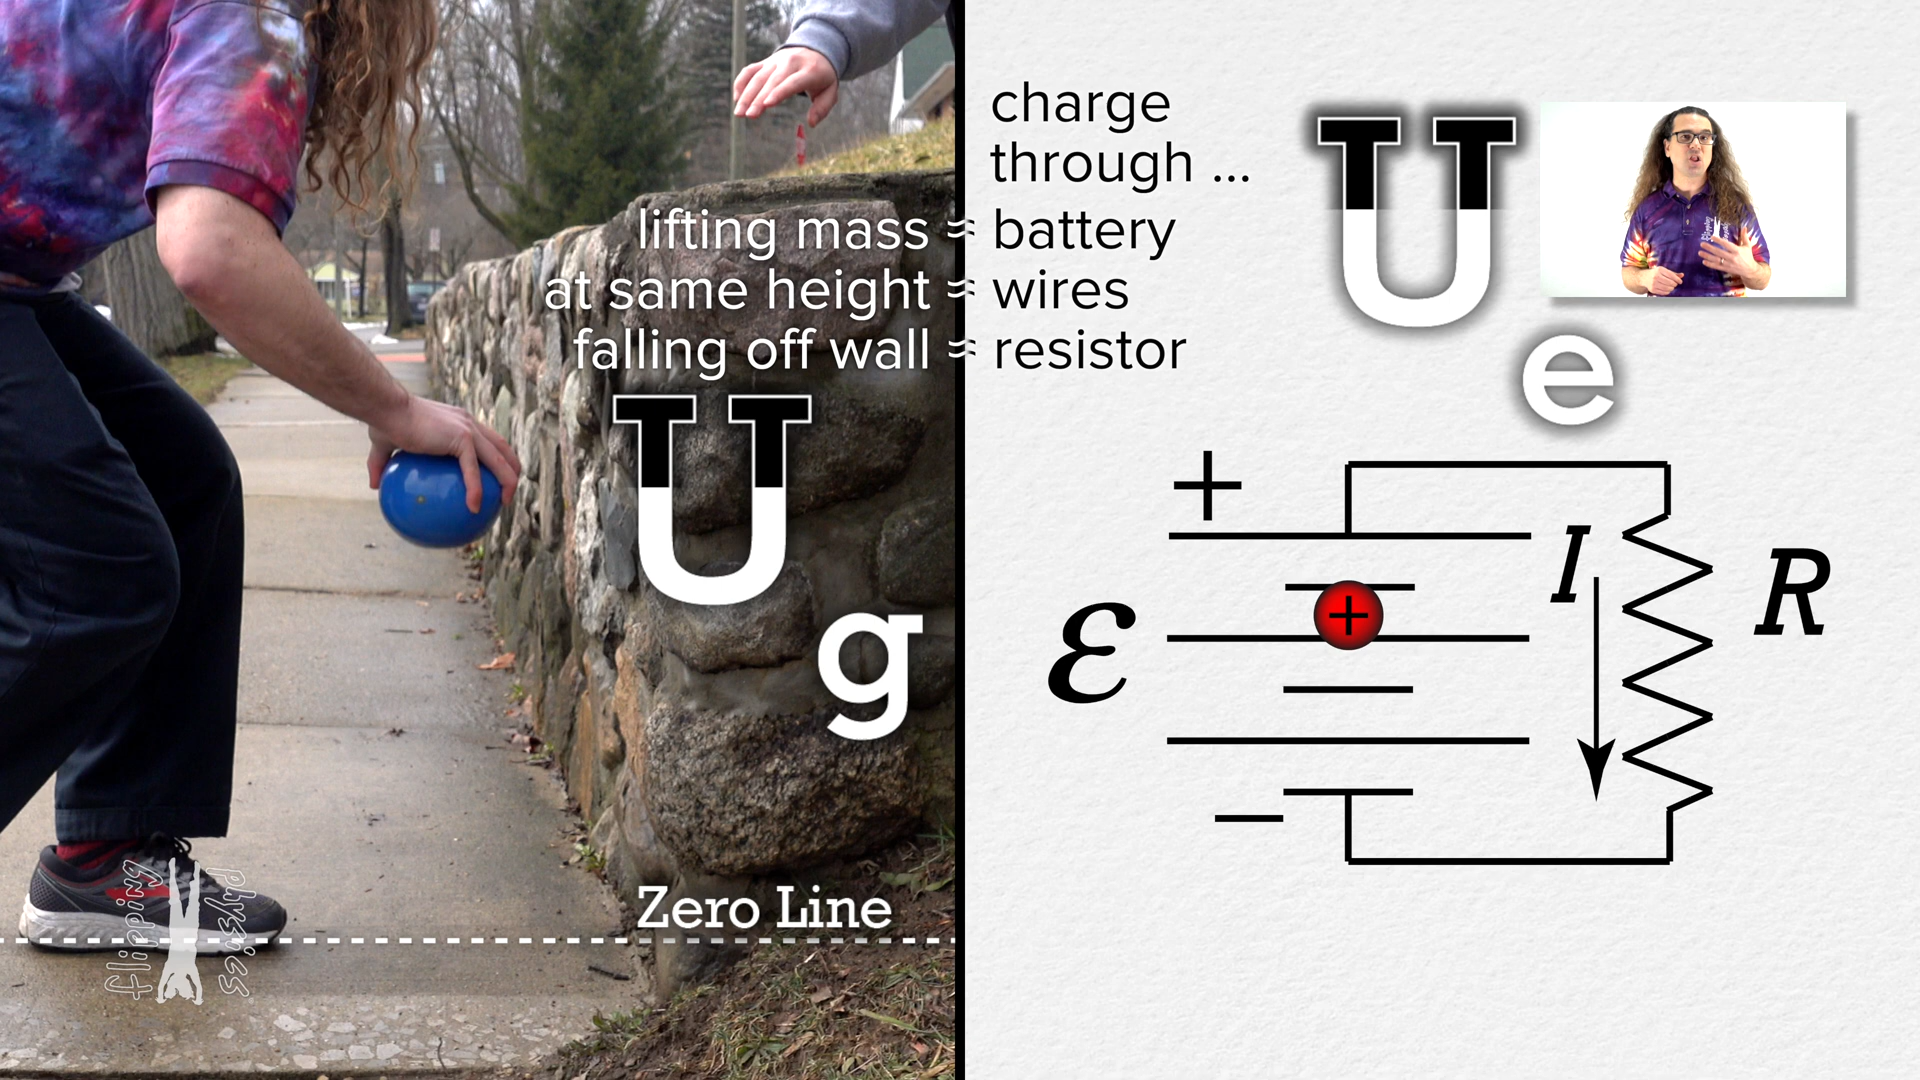 charge
through ...
lifting mass ≈ battery
at same height ≈ wires
falling off wall ≈ resistor
U
e
U
g
+
I
R
+
ℰ
−
Zero Line
flipping
physics